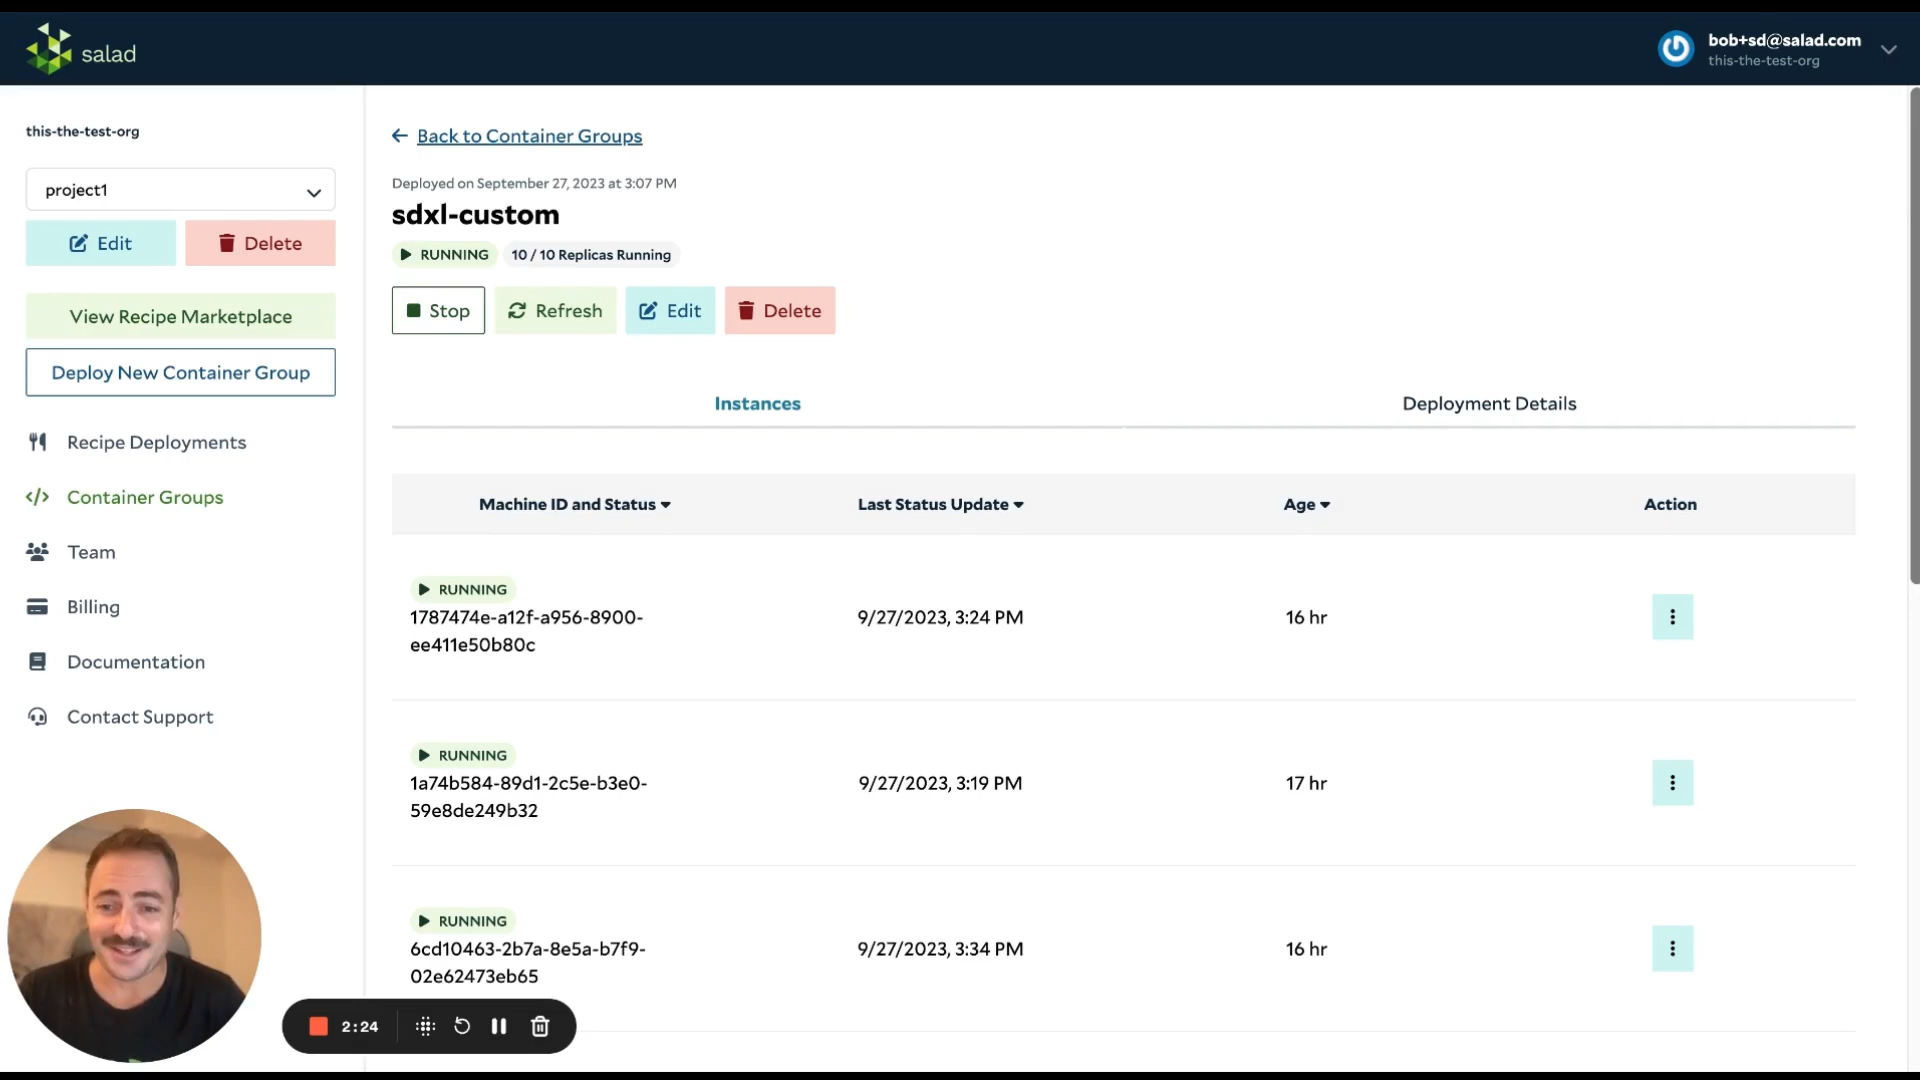 salad
bob+sd@salad.com
this-the-test-org
this-the-test-org
project1
Edit
Delete
View Recipe Marketplace
Deploy New Container Group
Recipe Deployments
Container Groups
Team
Billing
Documentation
Contact Support
Back to Container Groups
Deployed on September 27, 2023 at 3:07 PM
sdxl-custom
RUNNING
10 / 10 Replicas Running
Stop
Refresh
Edit
Delete
Instances
Deployment Details
Machine ID and Status
Last Status Update
Age
Action
RUNNING
1787474e-a12f-a956-8900-
ee411e50b80c
9/27/2023, 3:24 PM
16 hr
RUNNING
1a74b584-89d1-2c5e-b3e0-
59e8de249b32
9/27/2023, 3:19 PM
17 hr
RUNNING
6cd10463-2b7a-8e5a-b7f9-
02e62473eb65
9/27/2023, 3:34 PM
16 hr
2:24